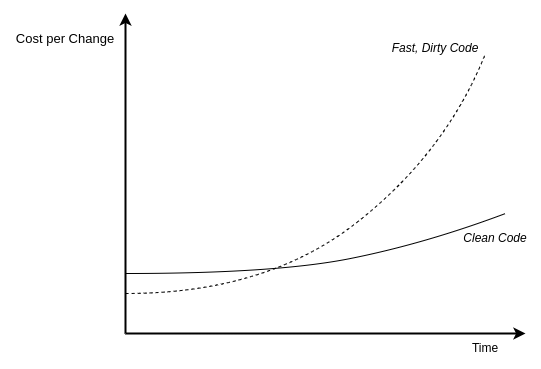 Cost per Change
Fast, Dirty Code
Clean Code
Time